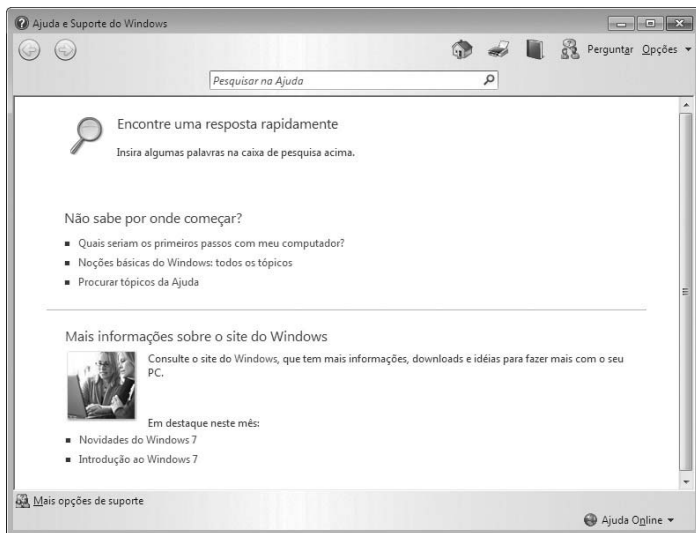 Ajuda e Suporte do Windows
Perguntar Opções
Pesquisar na Ajuda
Encontre uma resposta rapidamente
Insira algumas palavras na caixa de pesquisa acima.
Não sabe por onde começar?
Quais seriam os primeiros passos com meu computador?
Noções básicas do Windows: todos os tópicos
Procurar tópicos da Ajuda
Mais informações sobre o site do Windows
Consulte o site do Windows, que tem mais informações, downloads e idéias para fazer mais com o seu
PC.
Em destaque neste mês:
Novidades do Windows 7
Introdução ao Windows 7
Mais opções de suporte
Ajuda Online